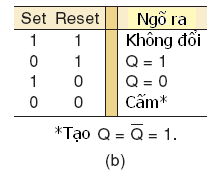 Set Reset Ngõ ra
1 1 Không đổi
0 1 Q = 1
1 0 Q = 0
0 0 Cấm*
*Tạo Q = Q̅ = 1.
(b)